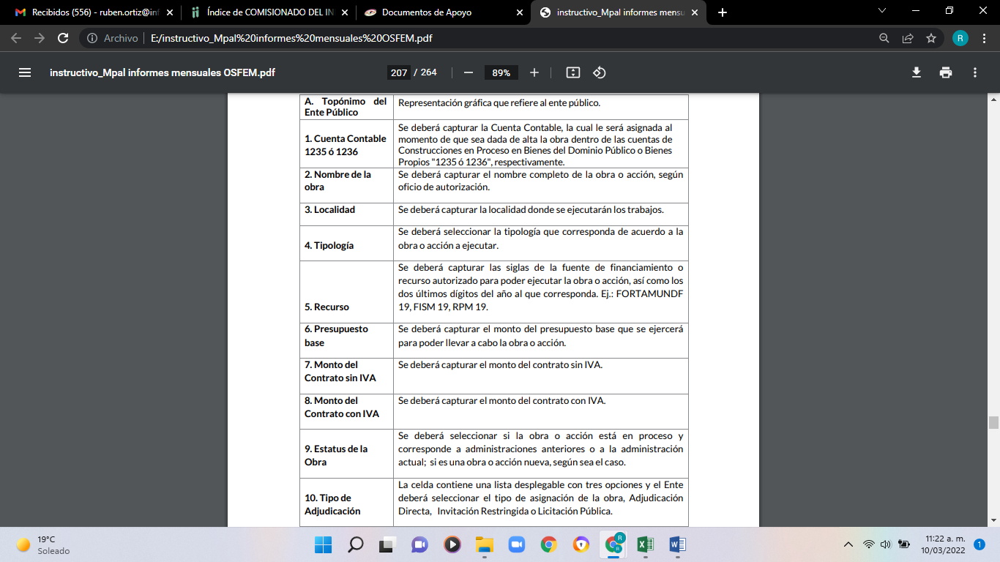 Recibidos (556) - ruben.ortiz@inf
Índice de COMISIONADO DEL IN
Documentos de Apoyo
instructivo_Mpal informes mensu
Archivo
E:/instructivo_Mpal%20informes%20mensuales%20OSFEM.pdf
R
instructivo_Mpal informes mensuales OSFEM.pdf
207 / 264
89%
A. Topónimo del
Ente Público
Representación gráfica que refiere al ente público.
1. Cuenta Contable
1235 ó 1236
Se deberá capturar la Cuenta Contable, la cual le será asignada al
momento de que sea dada de alta la obra dentro de las cuentas de
Construcciones en Proceso en Bienes del Dominio Público o Bienes
Propios "1235 ó 1236", respectivamente.
2. Nombre de la
obra
Se deberá capturar el nombre completo de la obra o acción, según
oficio de autorización.
3. Localidad
Se deberá capturar la localidad donde se ejecutarán los trabajos.
4. Tipología
Se deberá seleccionar la tipología que corresponda de acuerdo a la
obra o acción a ejecutar.
5. Recurso
Se deberá capturar las siglas de la fuente de financiamiento o
recurso autorizado para poder ejecutar la obra o acción, así como los
dos últimos dígitos del año al que corresponda. Ej.: FORTAMUNDF
19, FISM 19, RPM 19.
6. Presupuesto
base
Se deberá capturar el monto del presupuesto base que se ejercerá
para poder llevar a cabo la obra o acción.
7. Monto del
Contrato sin IVA
Se deberá capturar el monto del contrato sin IVA.
8. Monto del
Contrato con IVA
Se deberá capturar el monto del contrato con IVA.
9. Estatus de la
Obra
Se deberá seleccionar si la obra o acción está en proceso y
corresponde a administraciones anteriores o a la administración
actual; si es una obra o acción nueva, según sea el caso.
10. Tipo de
Adjudicación
La celda contiene una lista desplegable con tres opciones y el Ente
deberá seleccionar el tipo de asignación de la obra, Adjudicación
Directa, Invitación Restringida o Licitación Pública.
19°C
Soleado
11:22 a. m.
10/03/2022
1